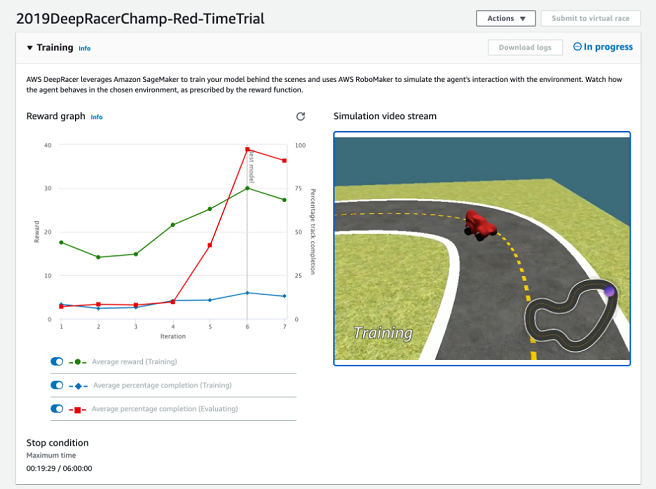 2019DeepRacerChamp-Red-TimeTrial
Actions ▼
Submit to virtual race
▼ Training Info
Download logs
In progress
AWS DeepRacer leverages Amazon SageMaker to train your model behind the scenes and uses AWS RoboMaker to simulate the agent's interaction with the environment. Watch how
the agent behaves in the chosen environment, as prescribed by the reward function.
Reward graph Info
40
30
20
10
0
Reward
100
75
50
25
0
Percentage track completion
Best model
1 2 3 4 5 6 7
Iteration
Average reward (Training)
Average percentage completion (Training)
Average percentage completion (Evaluating)
Simulation video stream
Training
Stop condition
Maximum time
00:19:29 / 06:00:00